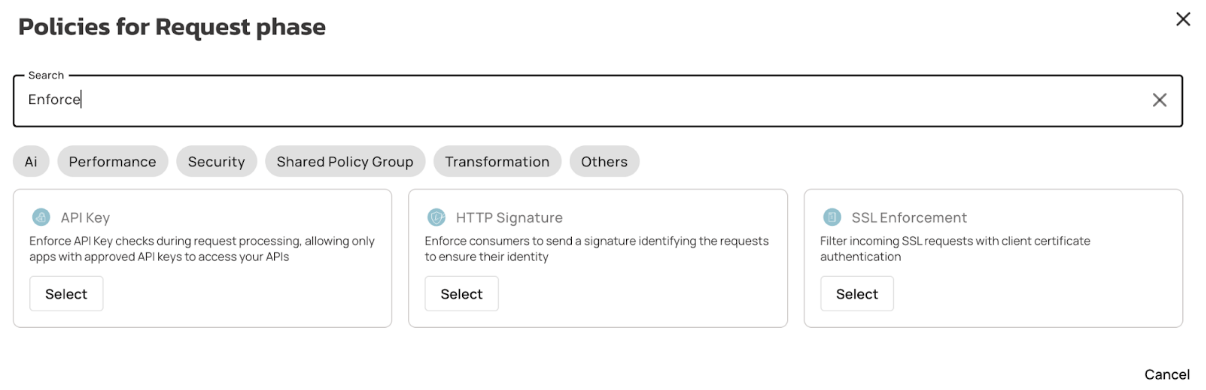 Policies for Request phase
Search
Enforce
Ai
Performance
Security
Shared Policy Group
Transformation
Others
API Key
Enforce API Key checks during request processing, allowing only
apps with approved API keys to access your APIs
Select
HTTP Signature
Enforce consumers to send a signature identifying the requests
to ensure their identity
Select
SSL Enforcement
Filter incoming SSL requests with client certificate
authentication
Select
Cancel